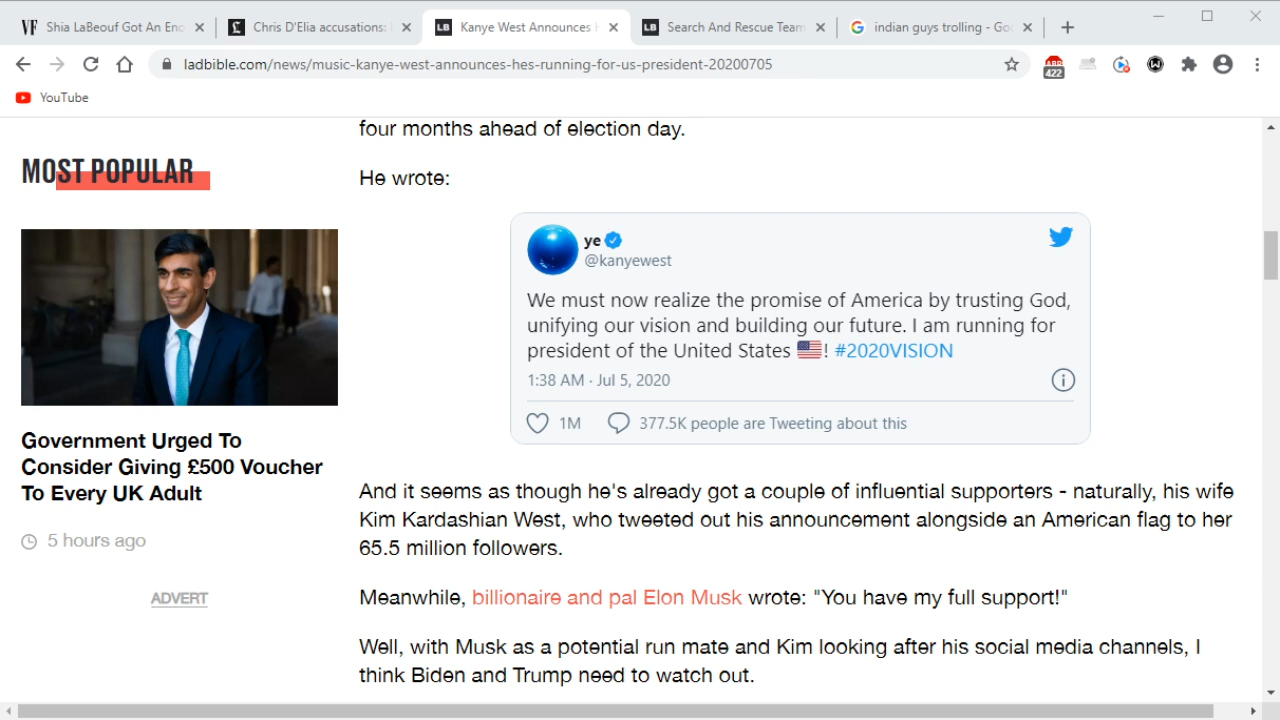 Shia LaBeouf Got An Eno
Chris D'Elia accusations:
Kanye West Announces
Search And Rescue Team
indian guys trolling - Goo
ladbible.com/news/music-kanye-west-announces-hes-running-for-us-president-20200705
422
YouTube
four months ahead of election day.
MOST POPULAR
He wrote:
ye
@kanyewest
We must now realize the promise of America by trusting God,
unifying our vision and building our future. I am running for
president of the United States 🇺🇸! #2020VISION
1:38 AM · Jul 5, 2020
1M 377.5K people are Tweeting about this
Government Urged To
Consider Giving £500 Voucher
To Every UK Adult
5 hours ago
ADVERT
And it seems as though he's already got a couple of influential supporters - naturally, his wife
Kim Kardashian West, who tweeted out his announcement alongside an American flag to her
65.5 million followers.
Meanwhile, billionaire and pal Elon Musk wrote: "You have my full support!"
Well, with Musk as a potential run mate and Kim looking after his social media channels, I
think Biden and Trump need to watch out.